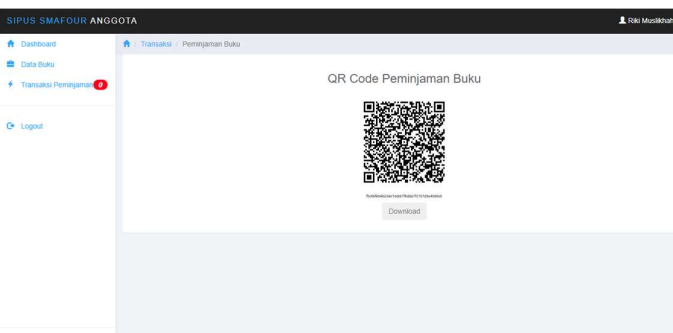 SIPUS SMAFOUR ANGGOTA
Riki Muslikhah
Dashboard
Data Buku
Transaksi Peminjaman 0
Logout
/ Transaksi / Peminjaman Buku
QR Code Peminjaman Buku
Download